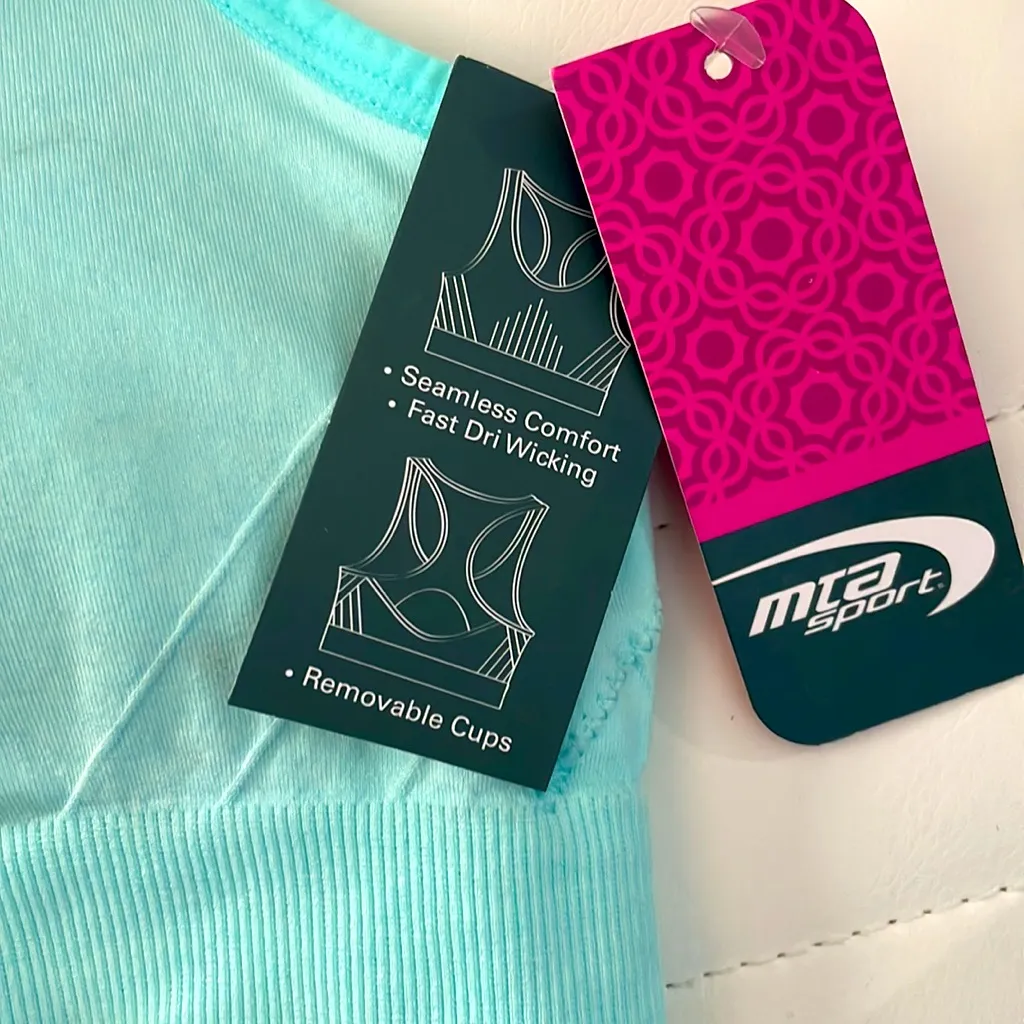 • Seamless Comfort
• Fast Dri Wicking
• Removable Cups
mta
sport